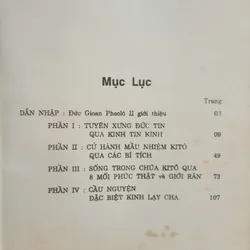 Mục Lục
Trang
DẪN NHẬP : Đức Gioan Phaolô II giới thiệu 03
PHẦN I : TUYÊN XƯNG ĐỨC TIN
QUA KINH TIN KÍNH 09
PHẦN II : CỬ HÀNH MẦU NHIỆM KITÔ
QUA CÁC BÍ TÍCH 49
PHẦN III : SỐNG TRONG CHÚA KITÔ QUA
8 MỐI PHÚC THẬT và GIỚI RĂN 73
PHẦN IV : CẦU NGUYỆN
ĐẶC BIỆT KINH LẠY CHA 107